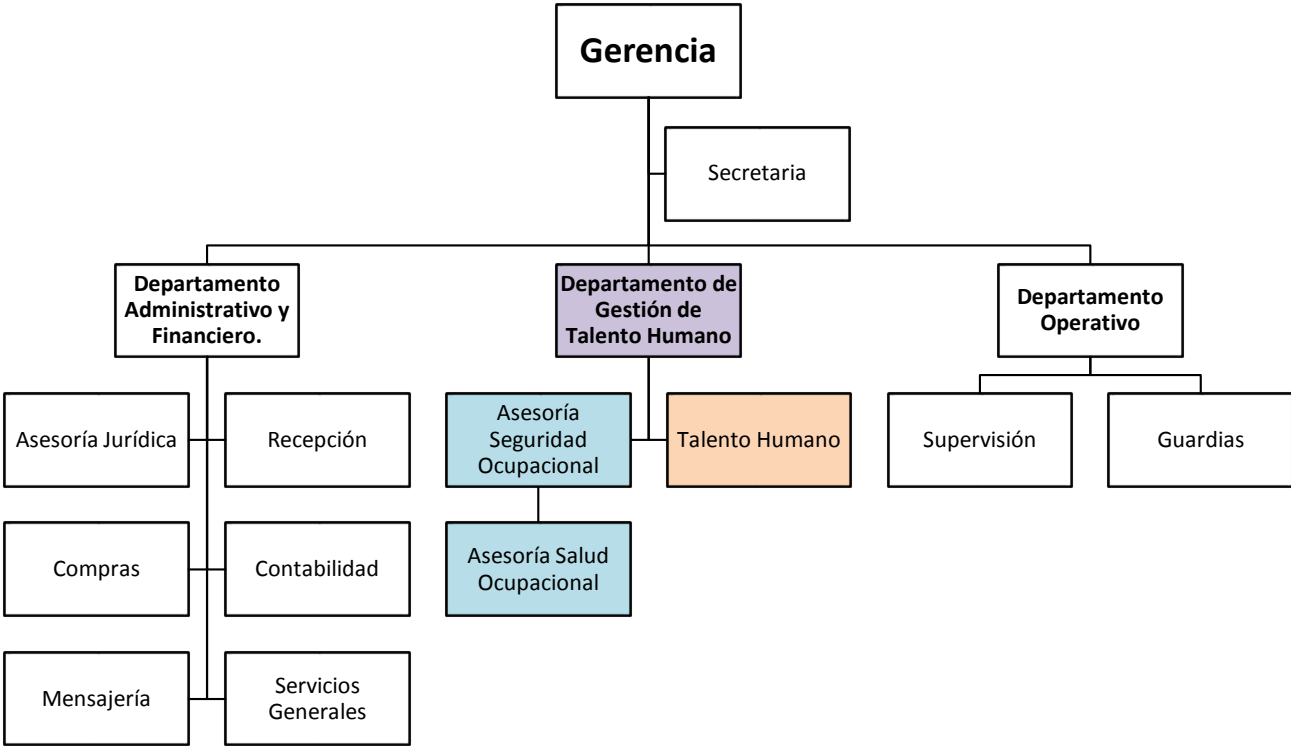 Gerencia
Secretaria
Departamento
Administrativo y
Financiero.
Departamento de
Gestión de
Talento Humano
Departamento
Operativo
Asesoría Jurídica
Recepción
Asesoría
Seguridad
Ocupacional
Talento Humano
Supervisión
Guardias
Compras
Contabilidad
Asesoría Salud
Ocupacional
Mensajería
Servicios
Generales